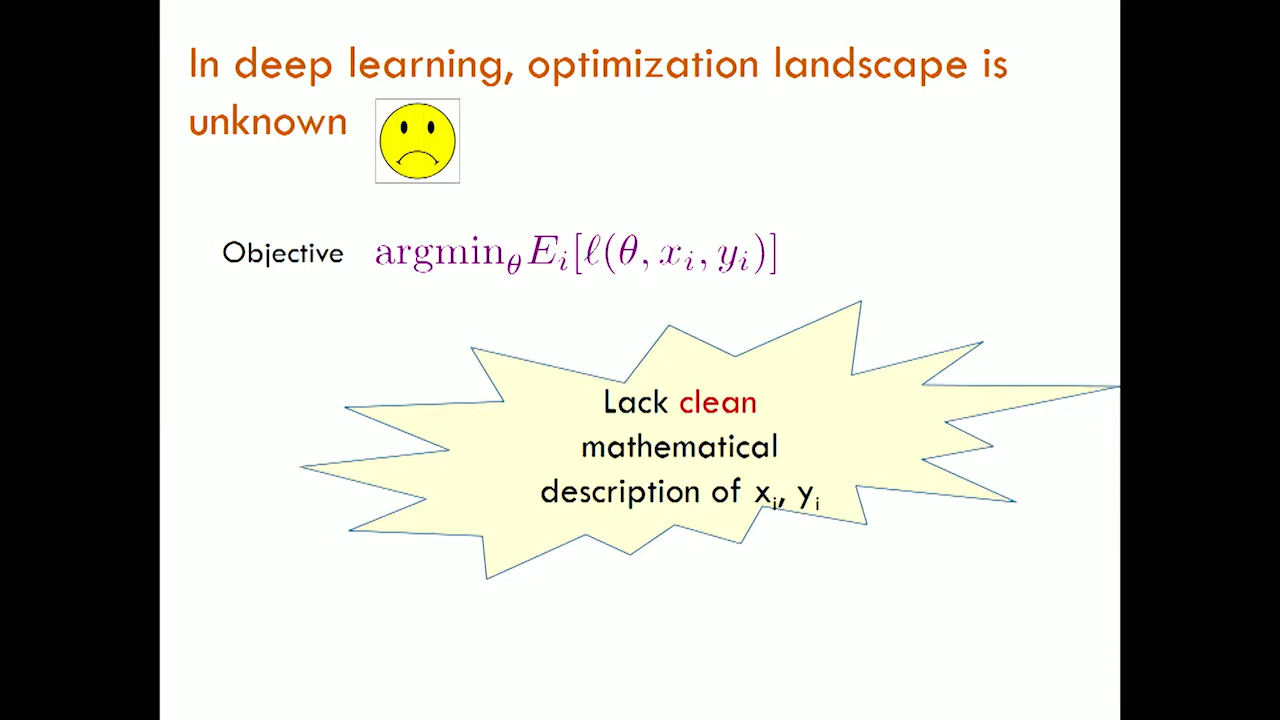 In deep learning, optimization landscape is
unknown
Objective argmin_θ E_i[ℓ(θ, x_i, y_i)]
Lack clean
mathematical
description of x_i, y_i